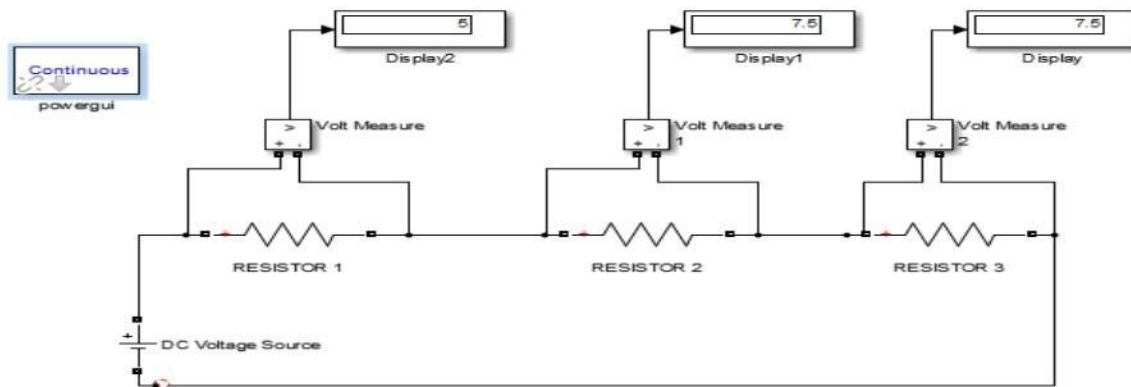 5
7.5
7.5
Display2
Display1
Display
Continuous
powergui
Volt Measure
Volt Measure
1
Volt Measure
2
v
+ -
v
+ -
v
+ -
RESISTOR 1
RESISTOR 2
RESISTOR 3
+
DC Voltage Source